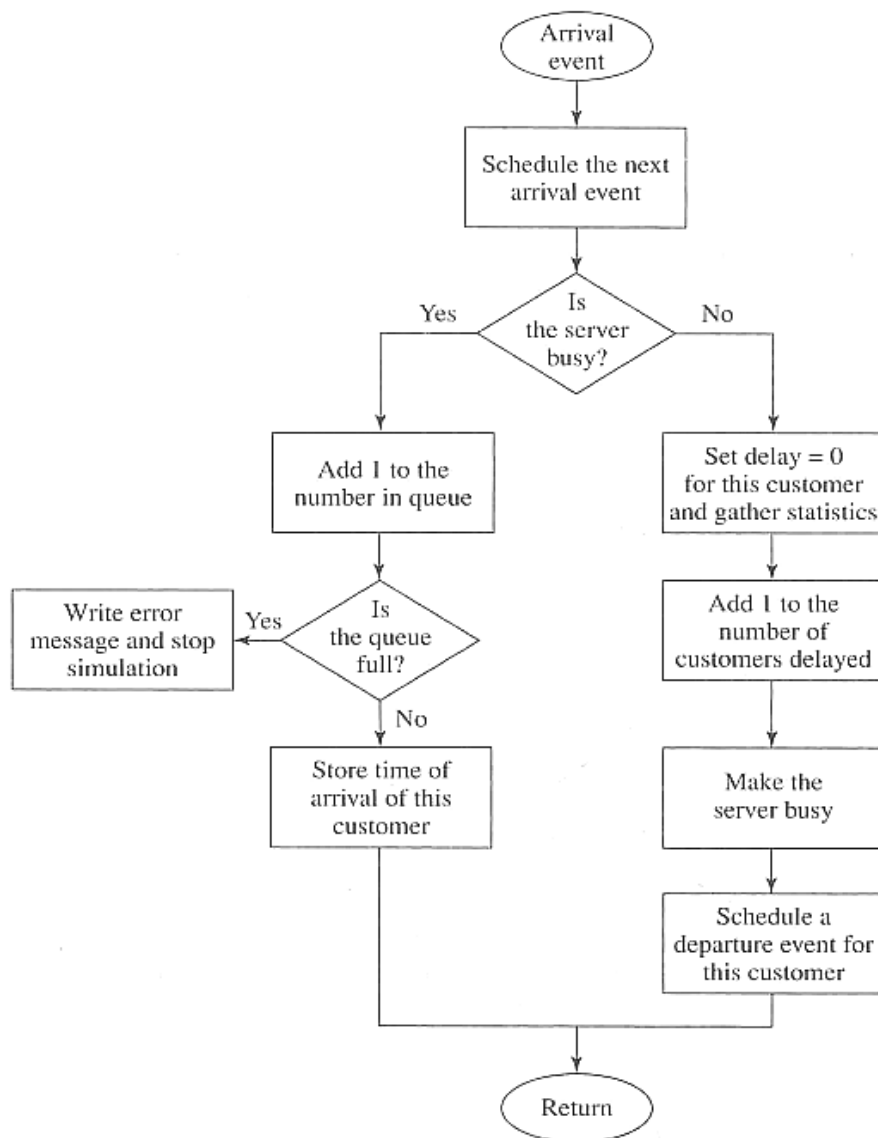 Arrival
event
Schedule the next
arrival event
Is
the server
busy?
Yes
No
Add 1 to the
number in queue
Set delay = 0
for this customer
and gather statistics
Is
the queue
full?
Yes
Write error
message and stop
simulation
No
Add 1 to the
number of
customers delayed
Store time of
arrival of this
customer
Make the
server busy
Schedule a
departure event for
this customer
Return